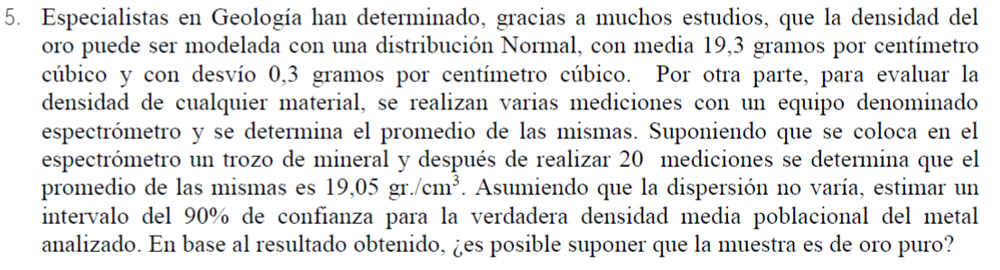 5. Especialistas en Geología han determinado, gracias a muchos estudios, que la densidad del
oro puede ser modelada con una distribución Normal, con media 19,3 gramos por centímetro
cúbico y con desvío 0,3 gramos por centímetro cúbico. Por otra parte, para evaluar la
densidad de cualquier material, se realizan varias mediciones con un equipo denominado
espectrómetro y se determina el promedio de las mismas. Suponiendo que se coloca en el
espectrómetro un trozo de mineral y después de realizar 20 mediciones se determina que el
promedio de las mismas es 19,05 gr./cm³. Asumiendo que la dispersión no varía, estimar un
intervalo del 90% de confianza para la verdadera densidad media poblacional del metal
analizado. En base al resultado obtenido, ¿es posible suponer que la muestra es de oro puro?